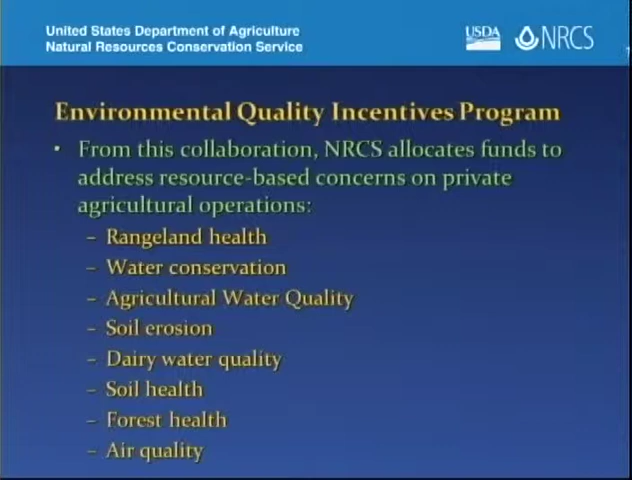 United States Department of Agriculture
Natural Resources Conservation Service
USDA NRCS
Environmental Quality Incentives Program
• From this collaboration, NRCS allocates funds to
address resource-based concerns on private
agricultural operations:
– Rangeland health
– Water conservation
– Agricultural Water Quality
– Soil erosion
– Dairy water quality
– Soil health
– Forest health
– Air quality